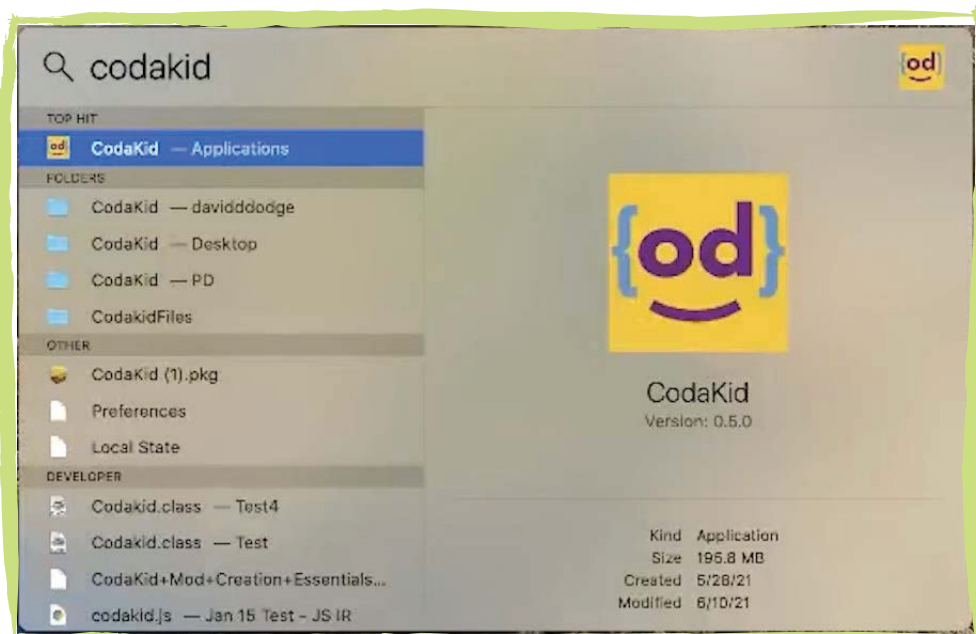 codakid
{od}
TOP HIT
od
CodaKid — Applications
FOLDERS
CodaKid — daviddodge
CodaKid — Desktop
CodaKid — PD
CodakidFiles
OTHER
CodaKid (1).pkg
Preferences
Local State
DEVELOPER
Codakid.class — Test4
Codakid.class — Test
CodaKid+Mod+Creation+Essentials...
codakid.js — Jan 15 Test - JS IR
{od}
CodaKid
Version: 0.5.0
Kind Application
Size 195.8 MB
Created 5/28/21
Modified 6/10/21